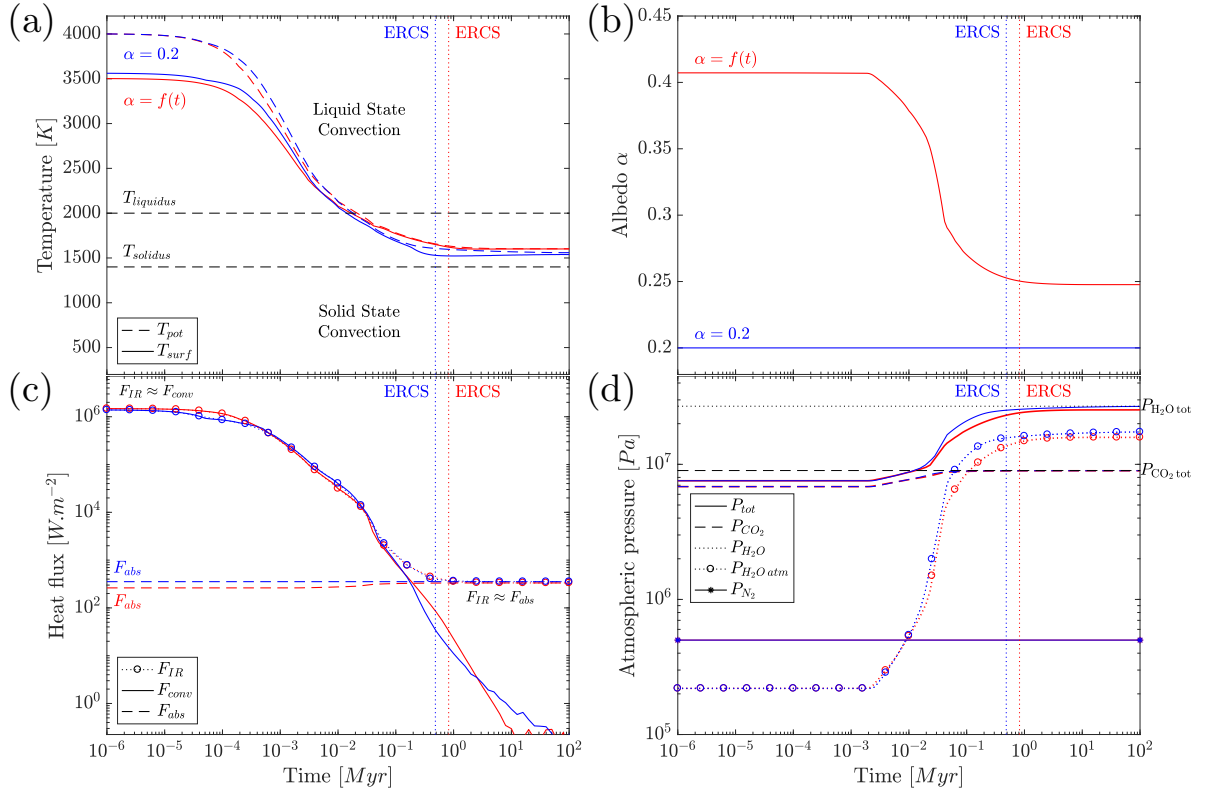 (a)
ERCS ERCS
4000
3500
3000
2500
2000
1500
1000
500
Temperature [K]
α = 0.2
α = f(t)
Liquid State
Convection
T_liquidus
T_solidus
Solid State
Convection
T_pot
T_surf
(b)
ERCS ERCS
0.45
0.4
0.35
0.3
0.25
0.2
Albedo α
α = f(t)
α = 0.2
(c)
ERCS ERCS
F_IR ≈ F_conv
10^6
10^4
10^2
10^0
Heat flux [W.m^−2]
F_abs
F_abs
F_IR ≈ F_abs
F_IR
F_conv
F_abs
10^−6 10^−5 10^−4 10^−3 10^−2 10^−1 10^0 10^1 10^2
Time [Myr]
(d)
ERCS ERCS
P_H2O tot
P_CO2 tot
10^7
10^6
10^5
Atmospheric pressure [Pa]
P_tot
P_CO2
P_H2O
P_H2O atm
P_N2
10^−6 10^−5 10^−4 10^−3 10^−2 10^−1 10^0 10^1 10^2
Time [Myr]